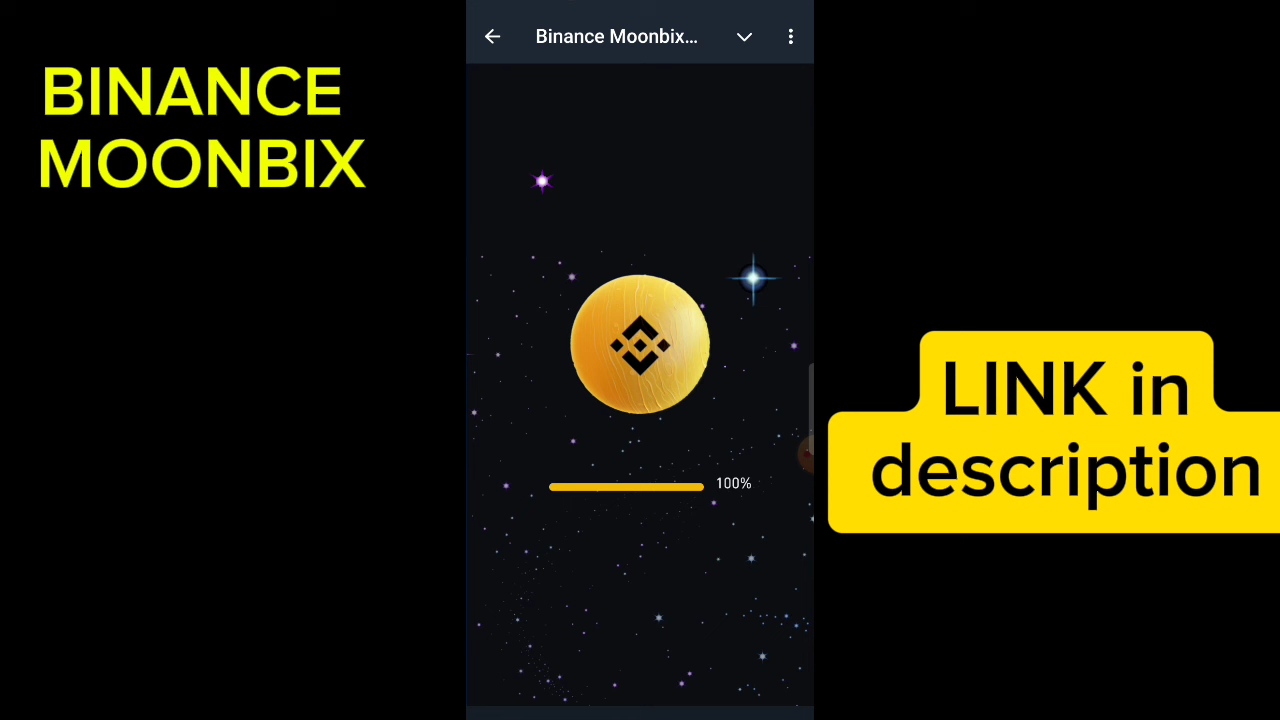 Binance Moonbix...
BINANCE
MOONBIX
100%
LINK in
description